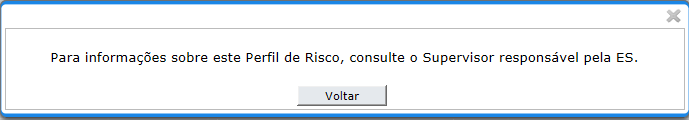 Para informações sobre este Perfil de Risco, consulte o Supervisor responsável pela ES.
Voltar